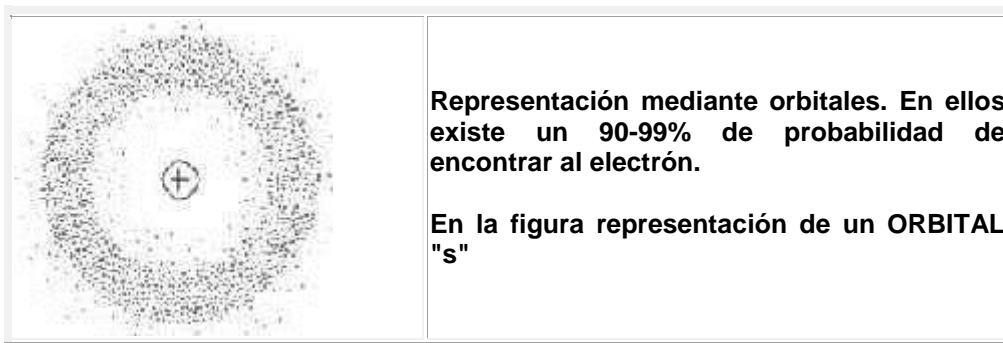 Representación mediante orbitales. En ellos
existe un 90-99% de probabilidad de
encontrar al electrón.
En la figura representación de un ORBITAL
"s"
+